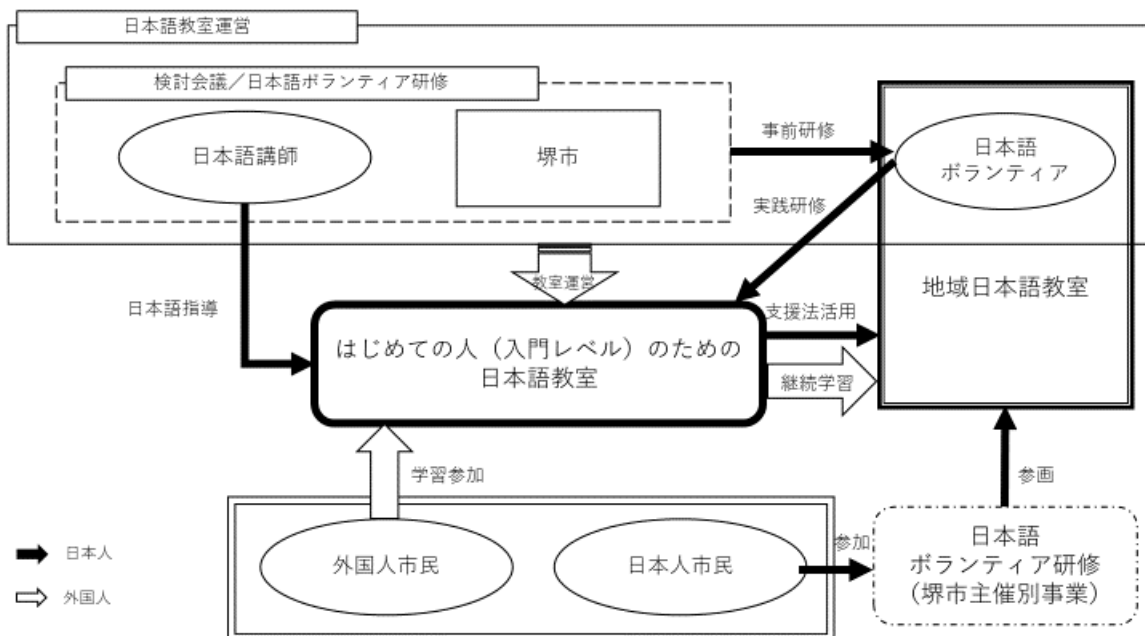 日本語教室運営
検討会議／日本語ボランティア研修
日本語講師
堺市
事前研修
日本語
ボランティア
実践研修
教室運営
日本語指導
地域日本語教室
支援法活用
はじめての人（入門レベル）のための
日本語教室
継続学習
学習参加
参画
外国人市民
日本人市民
参加
日本語
ボランティア研修
（堺市主催別事業）
日本人
外国人